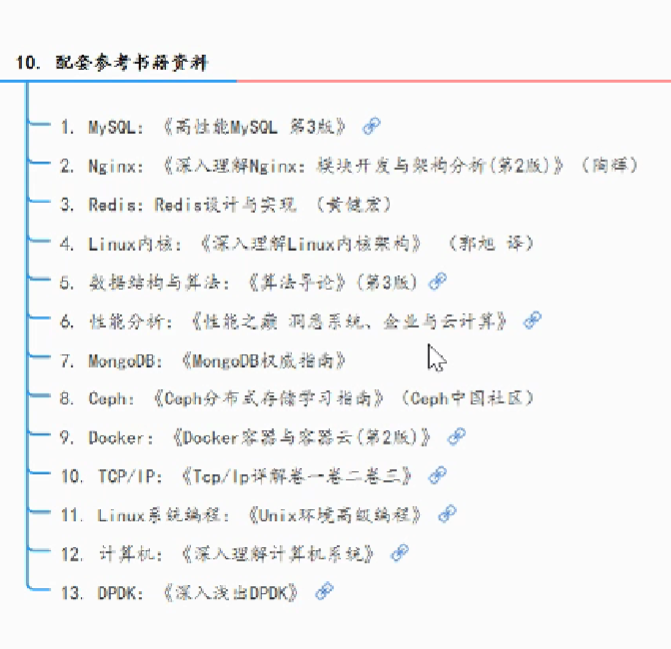 10. 配套参考书籍资料
1. MySQL: 《高性能MySQL 第3版》
2. Nginx: 《深入理解Nginx: 模块开发与架构分析(第2版)》 (陶辉)
3. Redis: Redis设计与实现 (黄健宏)
4. Linux内核: 《深入理解Linux内核架构》 (郭旭 译)
5. 数据结构与算法: 《算法导论》(第3版)
6. 性能分析: 《性能之巅 洞悉系统、企业与云计算》
7. MongoDB: 《MongoDB权威指南》
8. Ceph: 《Ceph分布式存储学习指南》 (Ceph中国社区)
9. Docker: 《Docker容器与容器云(第2版)》
10. TCP/IP: 《Tcp/Ip详解卷一卷二卷三》
11. Linux系统编程: 《Unix环境高级编程》
12. 计算机: 《深入理解计算机系统》
13. DPDK: 《深入浅出DPDK》